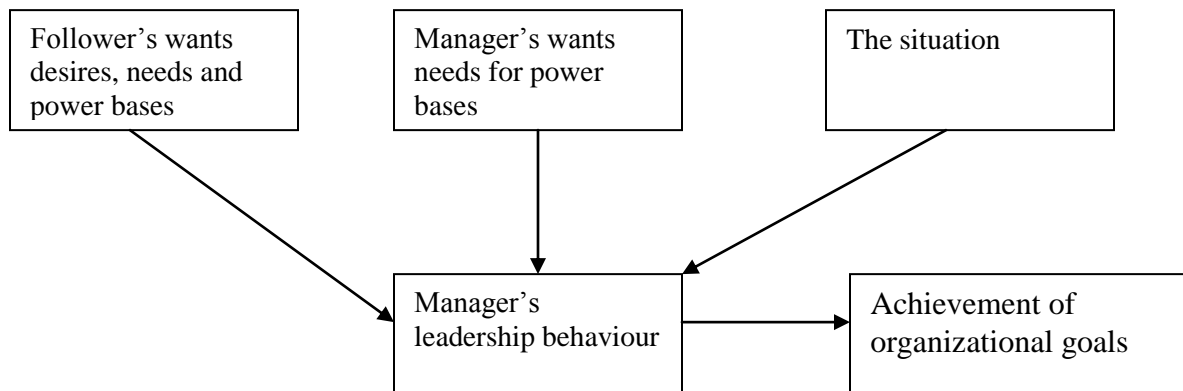 Follower’s wants
desires, needs and
power bases
Manager’s wants
needs for power
bases
The situation
Manager’s
leadership behaviour
Achievement of
organizational goals